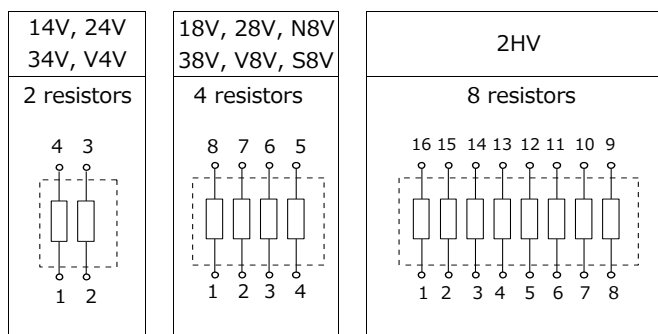 14V, 24V
34V, V4V
2 resistors
4 3
1 2
18V, 28V, N8V
38V, V8V, S8V
4 resistors
8 7 6 5
1 2 3 4
2HV
8 resistors
16 15 14 13 12 11 10 9
1 2 3 4 5 6 7 8